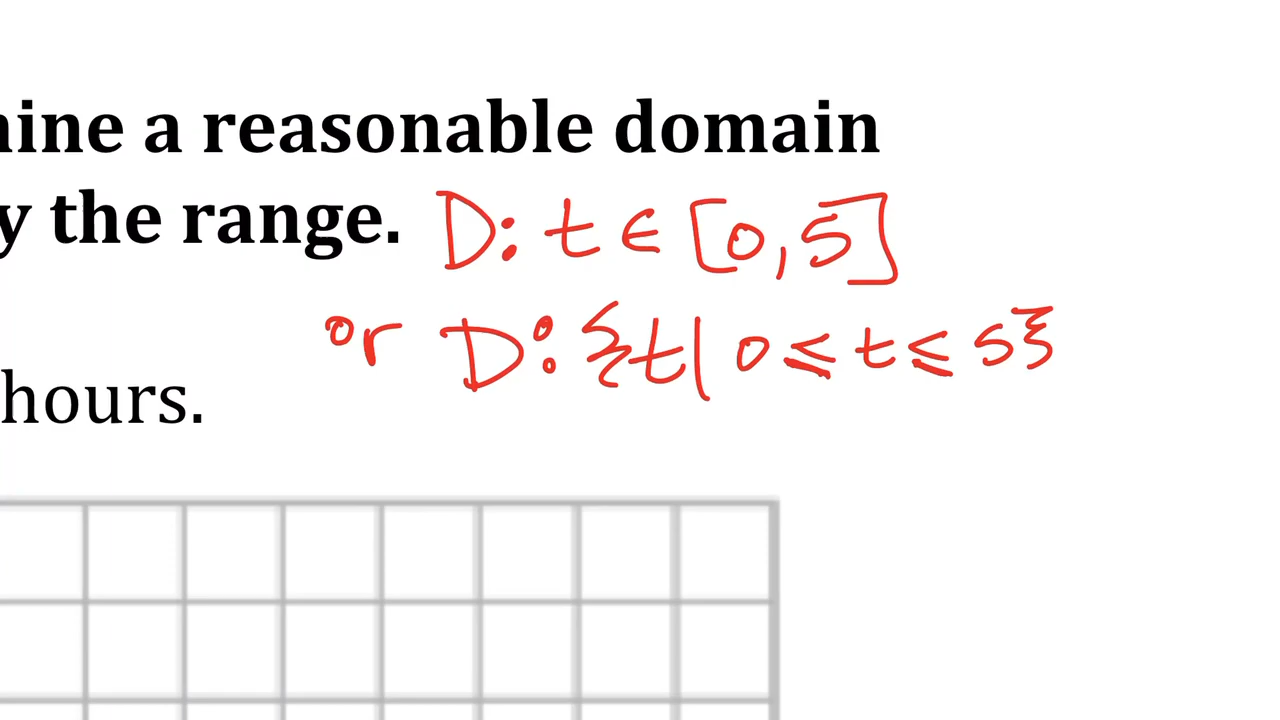 mine a reasonable domain
y the range. D: t ∈ [0, 5]
or D: {t | 0 ≤ t ≤ 5}
hours.